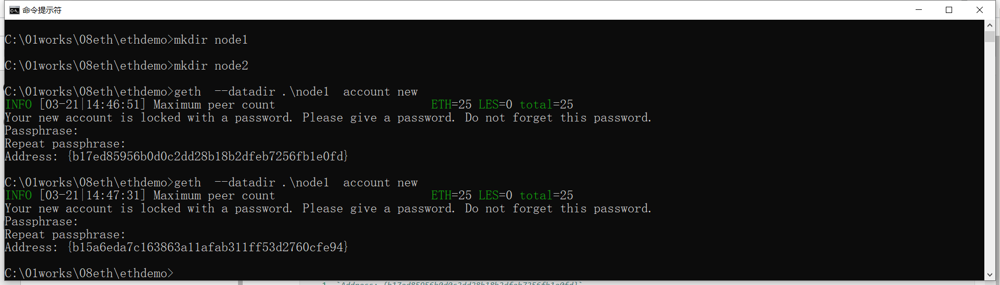 命令提示符
C:\01works\08eth\ethdemo>mkdir node1
C:\01works\08eth\ethdemo>mkdir node2
C:\01works\08eth\ethdemo>geth  --datadir .\node1  account new
INFO [03-21|14:46:51] Maximum peer count                       ETH=25 LES=0 total=25
Your new account is locked with a password. Please give a password. Do not forget this password.
Passphrase:
Repeat passphrase:
Address: {b17ed85956b0d0c2dd28b18b2dfeb7256fb1e0fd}
C:\01works\08eth\ethdemo>geth  --datadir .\node1  account new
INFO [03-21|14:47:31] Maximum peer count                       ETH=25 LES=0 total=25
Your new account is locked with a password. Please give a password. Do not forget this password.
Passphrase:
Repeat passphrase:
Address: {b15a6eda7c163863a11afab311ff53d2760cfe94}
C:\01works\08eth\ethdemo>
1 `Address: {b17ed85956b0d0c2dd28b18b2dfeb7256fb1e0fd}`